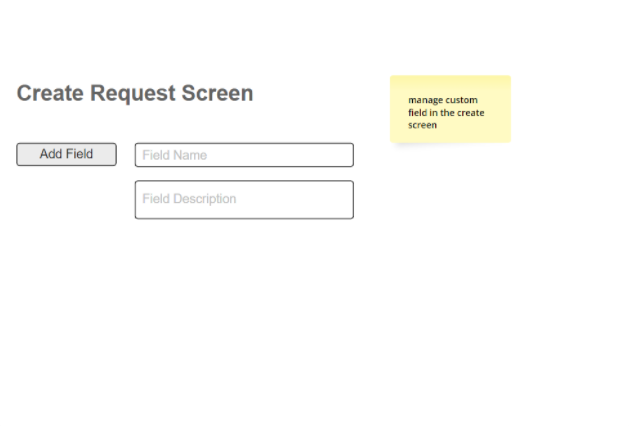 Create Request Screen
manage custom
field in the create
screen
Add Field
Field Name
Field Description